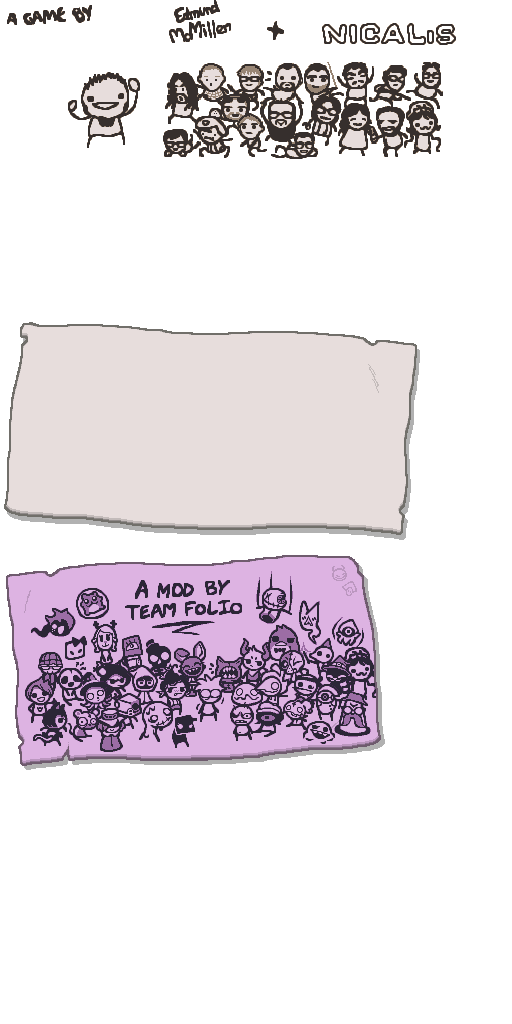 A GAME BY
Edmund
McMillen
+
NICALIS
A MOD BY
TEAM FOLIO